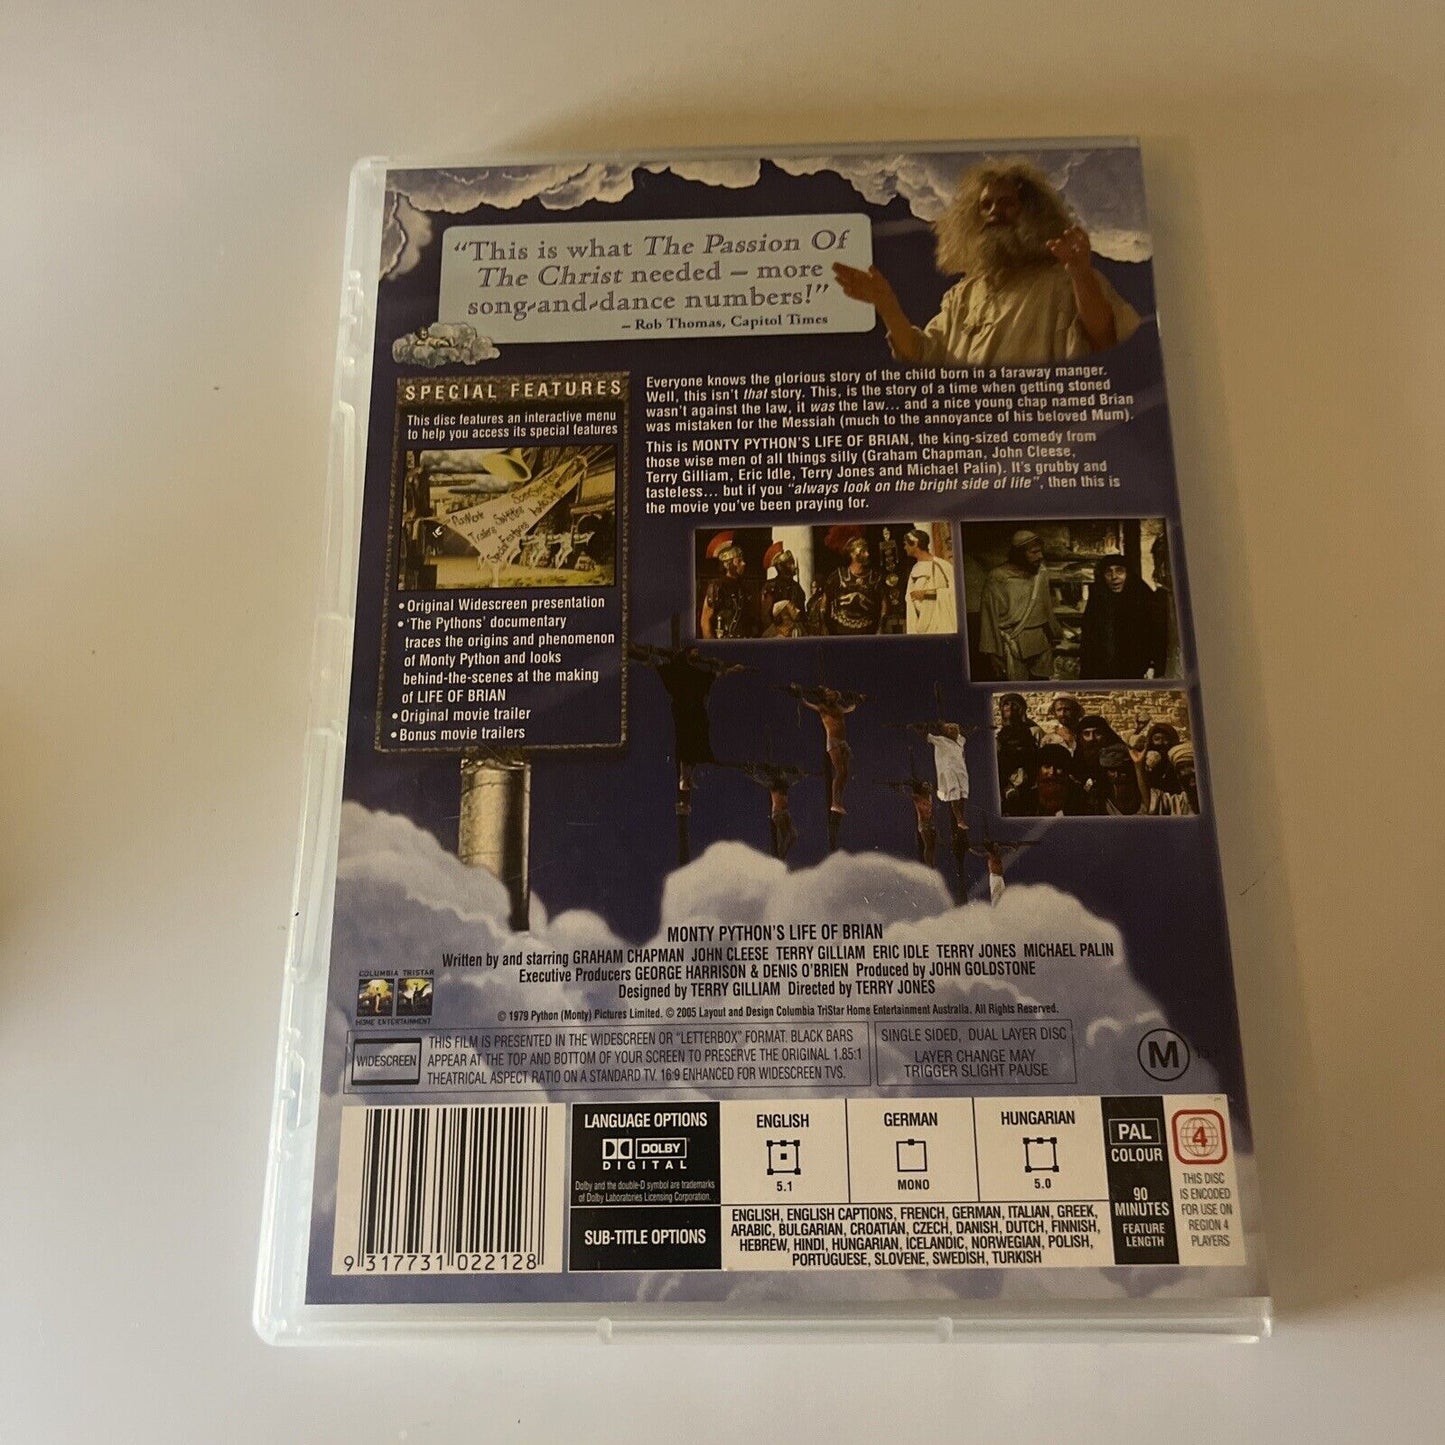 “This is what The Passion Of
The Christ needed – more
song-and-dance numbers!”
– Rob Thomas, Capitol Times
SPECIAL FEATURES
This disc features an interactive menu
to help you access its special features
• Original Widescreen presentation
• ‘The Pythons’ documentary
traces the origins and phenomenon
of Monty Python and looks
behind-the-scenes at the making
of LIFE OF BRIAN
• Original movie trailer
• Bonus movie trailers
Everyone knows the glorious story of the child born in a faraway manger.
Well, this isn’t that story. This, is the story of a time when getting stoned
wasn’t against the law, it was the law... and a nice young chap named Brian
was mistaken for the Messiah (much to the annoyance of his beloved Mum).
This is MONTY PYTHON’S LIFE OF BRIAN, the king-sized comedy from
those wise men of all things silly (Graham Chapman, John Cleese,
Terry Gilliam, Eric Idle, Terry Jones and Michael Palin). It’s grubby and
tasteless... but if you “always look on the bright side of life”, then this is
the movie you’ve been praying for.
MONTY PYTHON’S LIFE OF BRIAN
Written by and starring GRAHAM CHAPMAN JOHN CLEESE TERRY GILLIAM ERIC IDLE TERRY JONES MICHAEL PALIN
Executive Producers GEORGE HARRISON & DENIS O’BRIEN Produced by JOHN GOLDSTONE
Designed by TERRY GILLIAM Directed by TERRY JONES
COLUMBIA TRISTAR
HOME ENTERTAINMENT
© 1979 Python (Monty) Pictures Limited. © 2005 Layout and Design Columbia TriStar Home Entertainment Australia. All Rights Reserved.
WIDESCREEN
THIS FILM IS PRESENTED IN THE WIDESCREEN OR “LETTERBOX” FORMAT. BLACK BARS
APPEAR AT THE TOP AND BOTTOM OF YOUR SCREEN TO PRESERVE THE ORIGINAL 1.85:1
THEATRICAL ASPECT RATIO ON A STANDARD TV. 16:9 ENHANCED FOR WIDESCREEN TVS.
SINGLE SIDED, DUAL LAYER DISC
LAYER CHANGE MAY
TRIGGER SLIGHT PAUSE
M
9 317731 022128
LANGUAGE OPTIONS
DOLBY
DIGITAL
Dolby and the double-D symbol are trademarks
of Dolby Laboratories Licensing Corporation.
ENGLISH
5.1
GERMAN
MONO
HUNGARIAN
5.0
SUB-TITLE OPTIONS
ENGLISH, ENGLISH CAPTIONS, FRENCH, GERMAN, ITALIAN, GREEK,
ARABIC, BULGARIAN, CROATIAN, CZECH, DANISH, DUTCH, FINNISH,
HEBREW, HINDI, HUNGARIAN, ICELANDIC, NORWEGIAN, POLISH,
PORTUGUESE, SLOVENE, SWEDISH, TURKISH
PAL
COLOUR
90
MINUTES
FEATURE
LENGTH
4
THIS DISC
IS ENCODED
FOR USE ON
REGION 4
PLAYERS